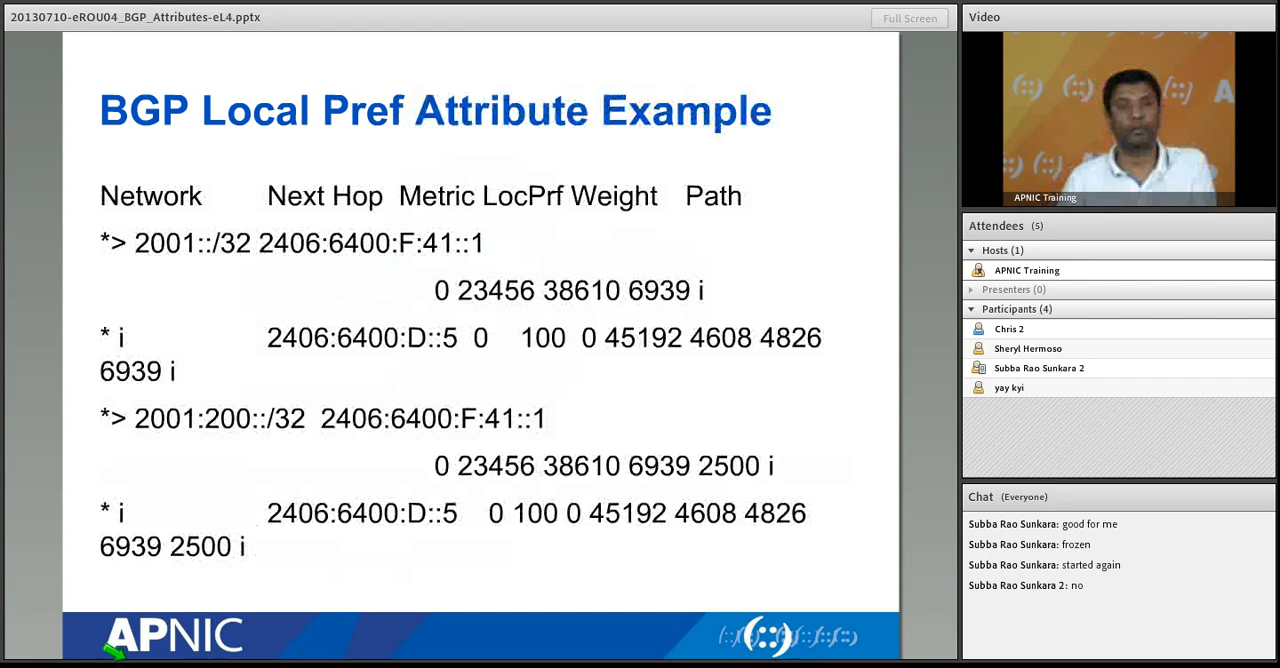 20130710-eROU04_BGP_Attributes-eL4.pptx
Full Screen
BGP Local Pref Attribute Example
Network Next Hop Metric LocPrf Weight Path
*> 2001::/32 2406:6400:F:41::1
0 23456 38610 6939 i
* i 2406:6400:D::5 0 100 0 45192 4608 4826
6939 i
*> 2001:200::/32 2406:6400:F:41::1
0 23456 38610 6939 2500 i
* i 2406:6400:D::5 0 100 0 45192 4608 4826
6939 2500 i
APNIC
Video
A
APNIC Training
Attendees (5)
Hosts (1)
APNIC Training
Presenters (0)
Participants (4)
Chris 2
Sheryl Hermoso
Subba Rao Sunkara 2
yay kyi
Chat (Everyone)
Subba Rao Sunkara: good for me
Subba Rao Sunkara: frozen
Subba Rao Sunkara: started again
Subba Rao Sunkara 2: no